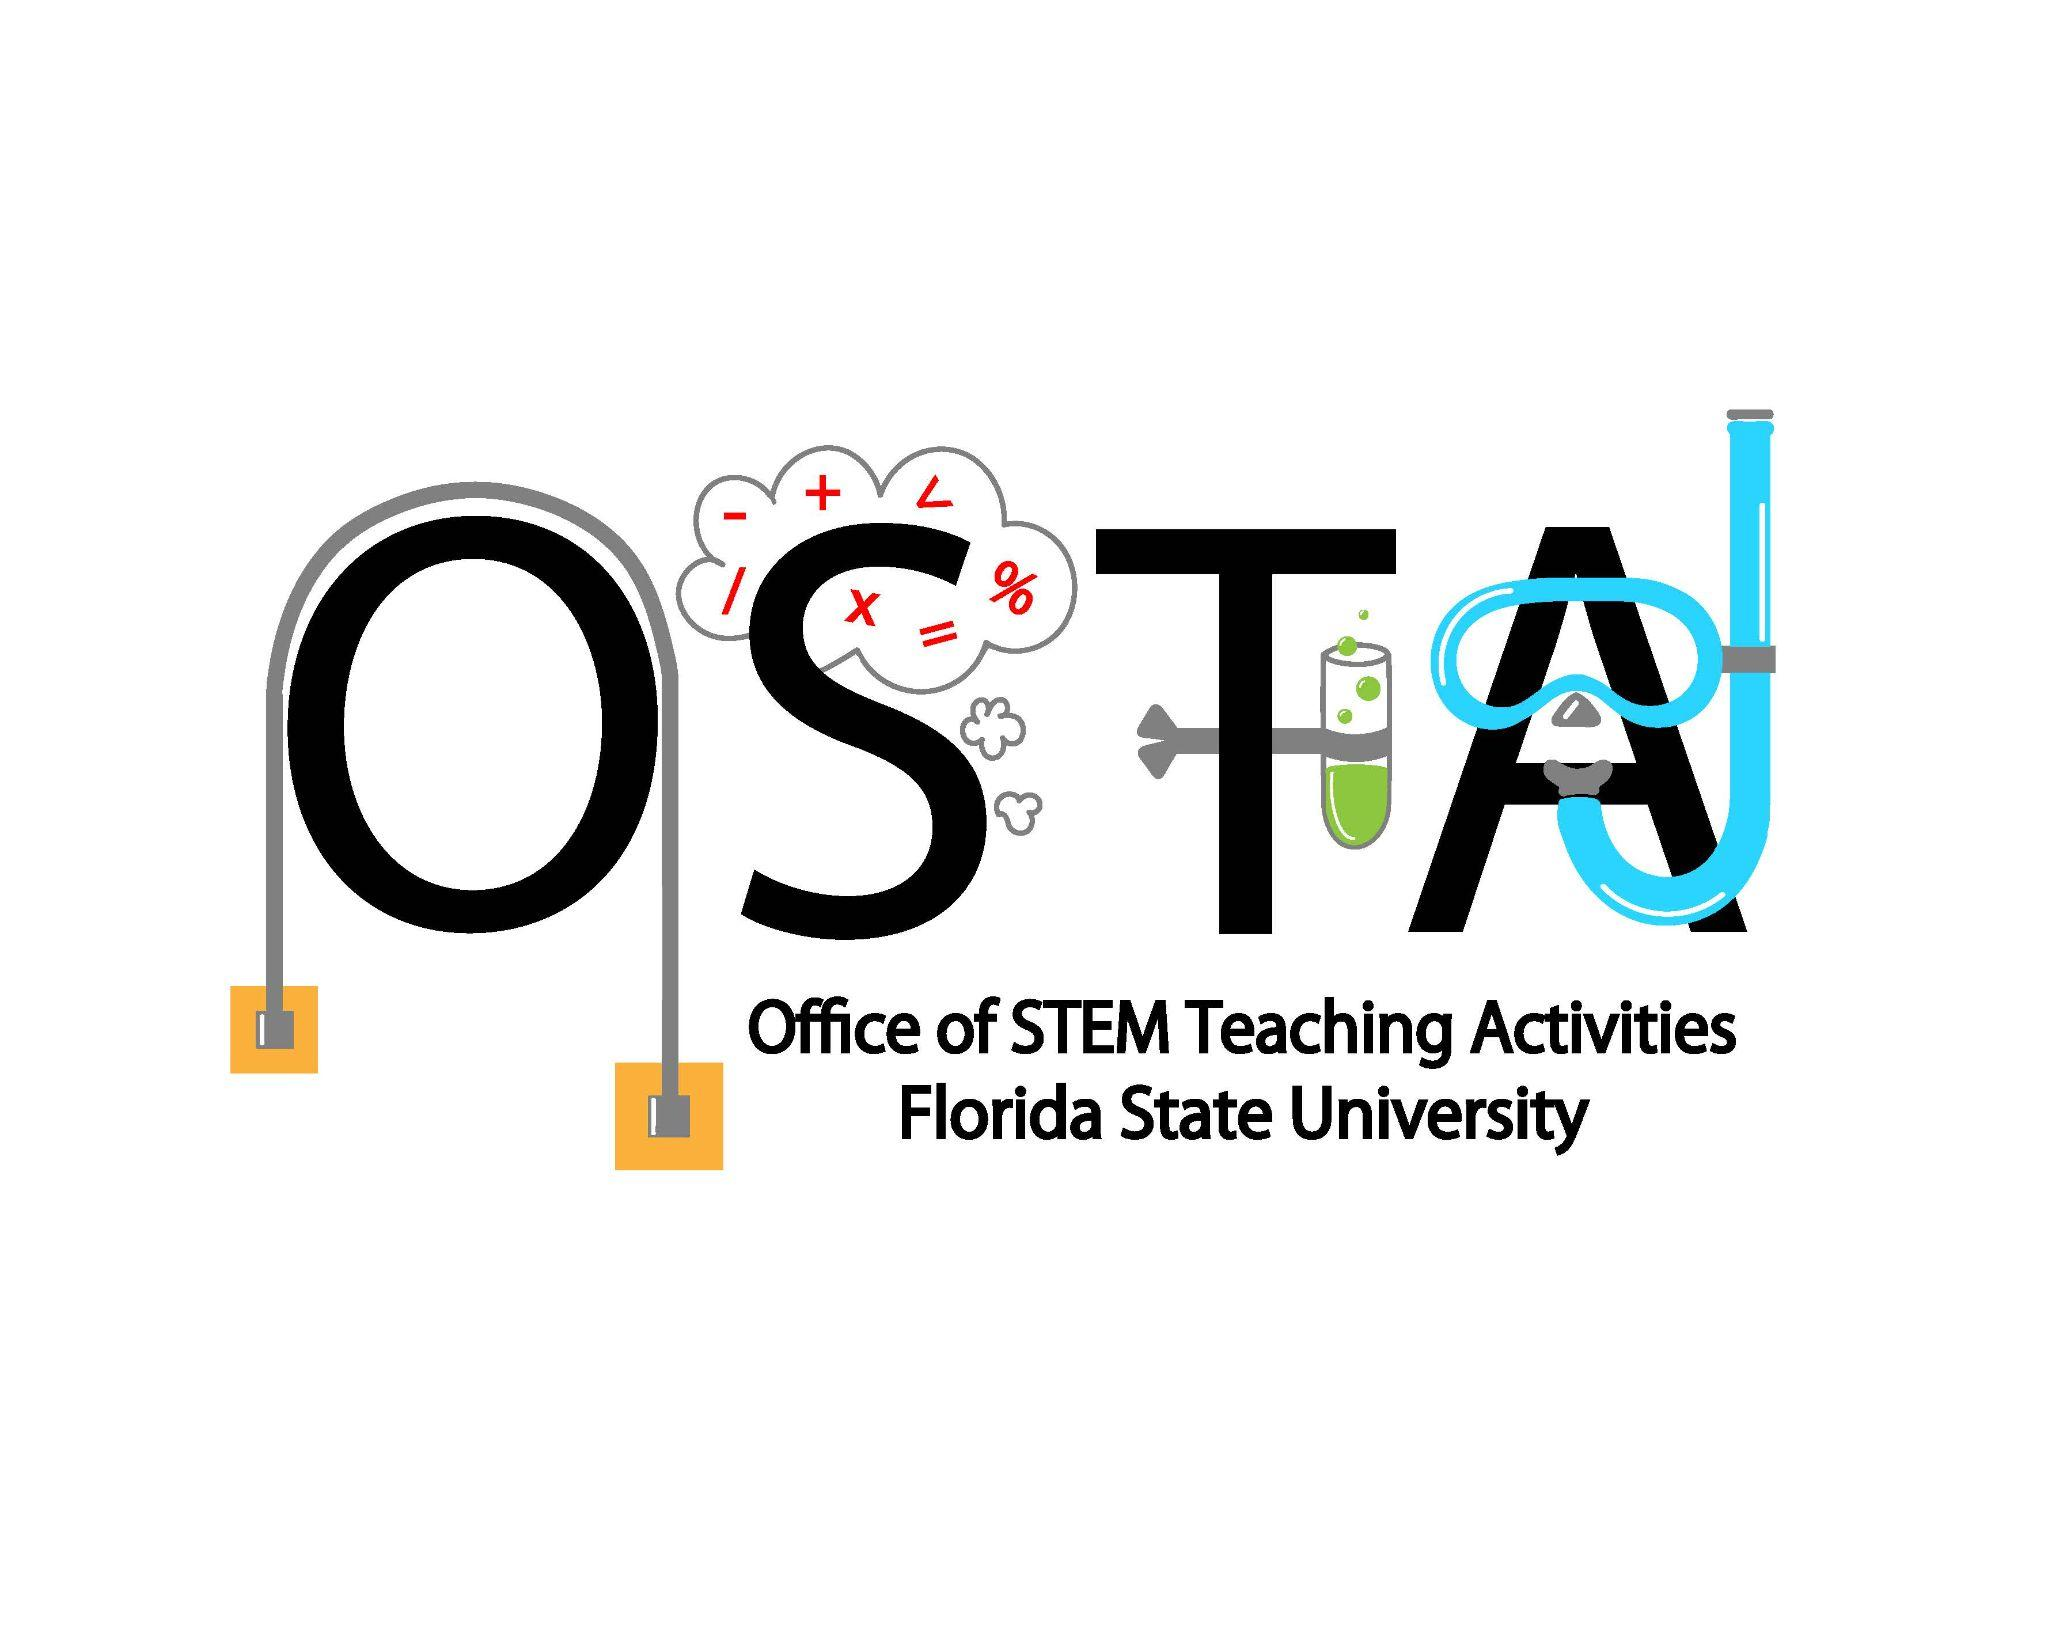 - + <
/ x = %
OSTA
Office of STEM Teaching Activities
Florida State University